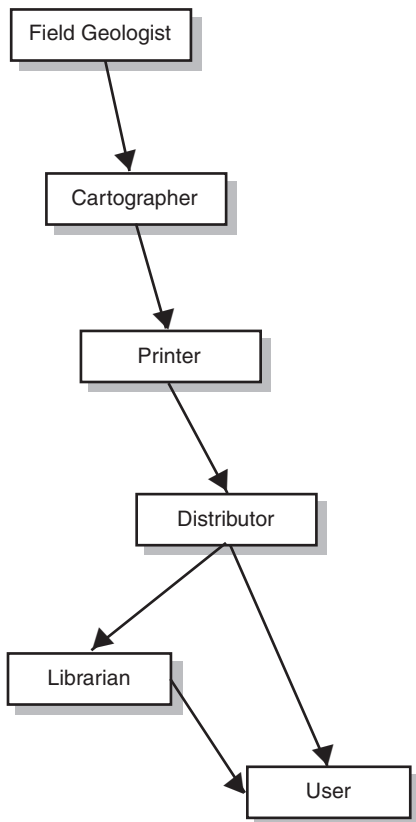 Field Geologist
Cartographer
Printer
Distributor
Librarian
User